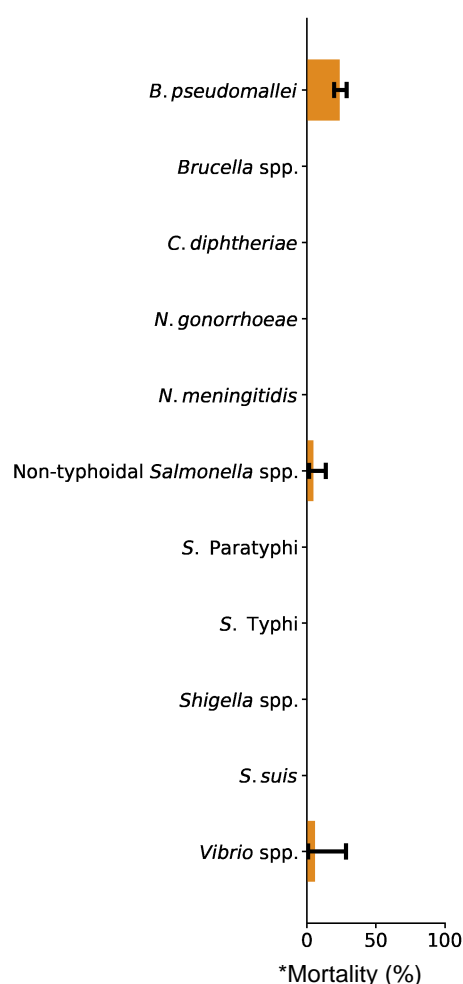 B. pseudomallei
Brucella spp.
C. diphtheriae
N. gonorrhoeae
N. meningitidis
Non-typhoidal Salmonella spp.
S. Paratyphi
S. Typhi
Shigella spp.
S. suis
Vibrio spp.
0 50 100
*Mortality (%)